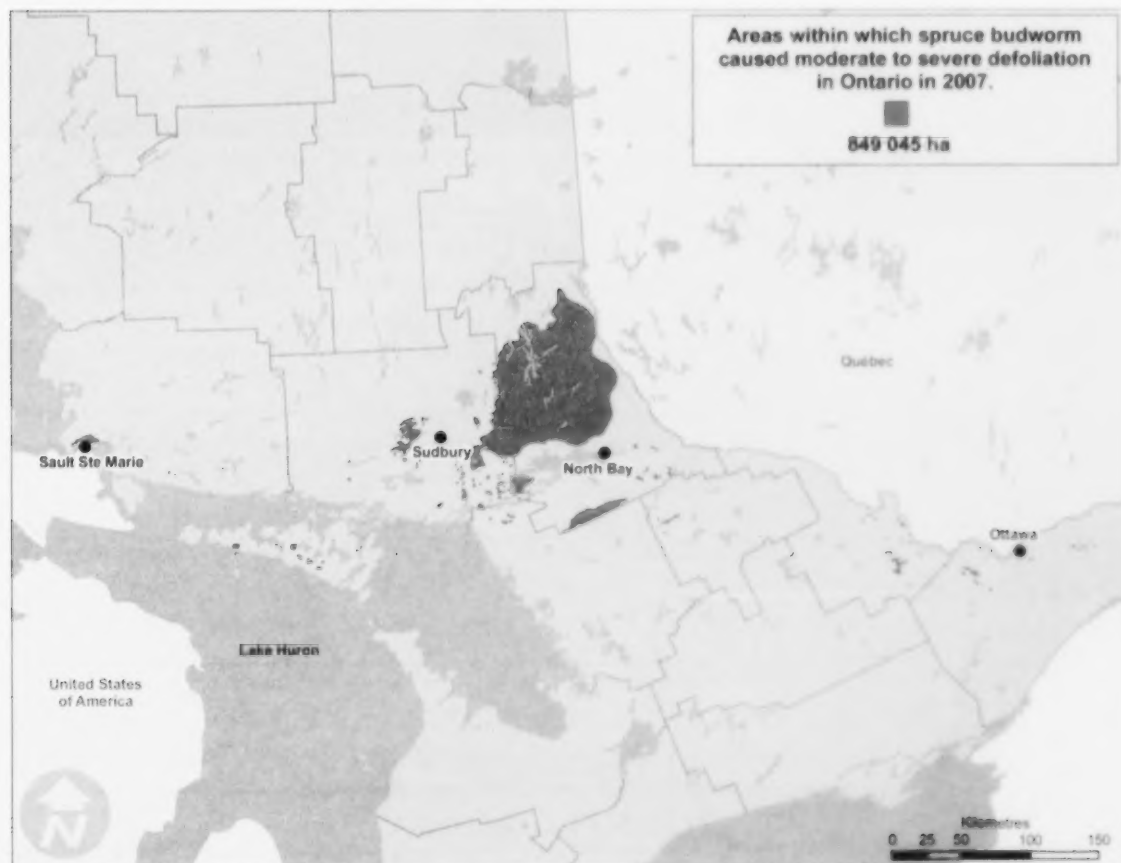 Areas within which spruce budworm
caused moderate to severe defoliation
in Ontario in 2007.
849 045 ha
Québec
Sault Ste Marie
Sudbury
North Bay
Ottawa
Lake Huron
United States
of America
N
Kilometres
0 25 50 100 150